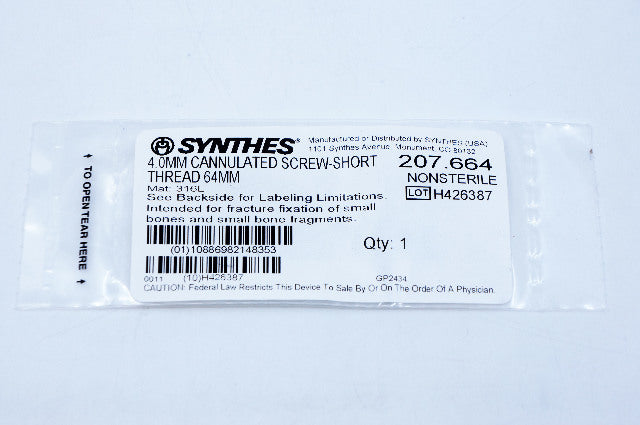 SYNTHES®
Manufactured or Distributed by SYNTHES (USA)
1101 Synthes Avenue, Monument, CO 80132
4.0MM CANNULATED SCREW-SHORT
THREAD 64MM
207.664
NONSTERILE
Mat: 316L
LOT H426387
See Backside for Labeling Limitations.
Intended for fracture fixation of small
bones and small bone fragments.
(01)10886982148353
Qty: 1
0011 (10)H426387
GP2434
CAUTION: Federal Law Restricts This Device To Sale By Or On The Order Of A Physician.
TO OPEN TEAR HERE